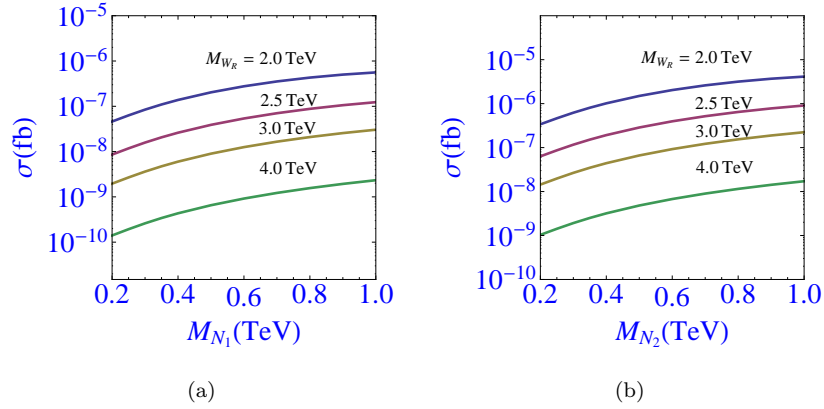 M_{W_R} = 2.0 TeV
2.5 TeV
3.0 TeV
4.0 TeV
10^{-6}
10^{-7}
10^{-8}
10^{-9}
10^{-10}
σ(fb)
0.2 0.4 0.6 0.8 1.0
M_{N_1}(TeV)
(a)
M_{W_R} = 2.0 TeV
2.5 TeV
3.0 TeV
4.0 TeV
10^{-5}
10^{-6}
10^{-7}
10^{-8}
10^{-9}
10^{-10}
σ(fb)
0.2 0.4 0.6 0.8 1.0
M_{N_2}(TeV)
(b)